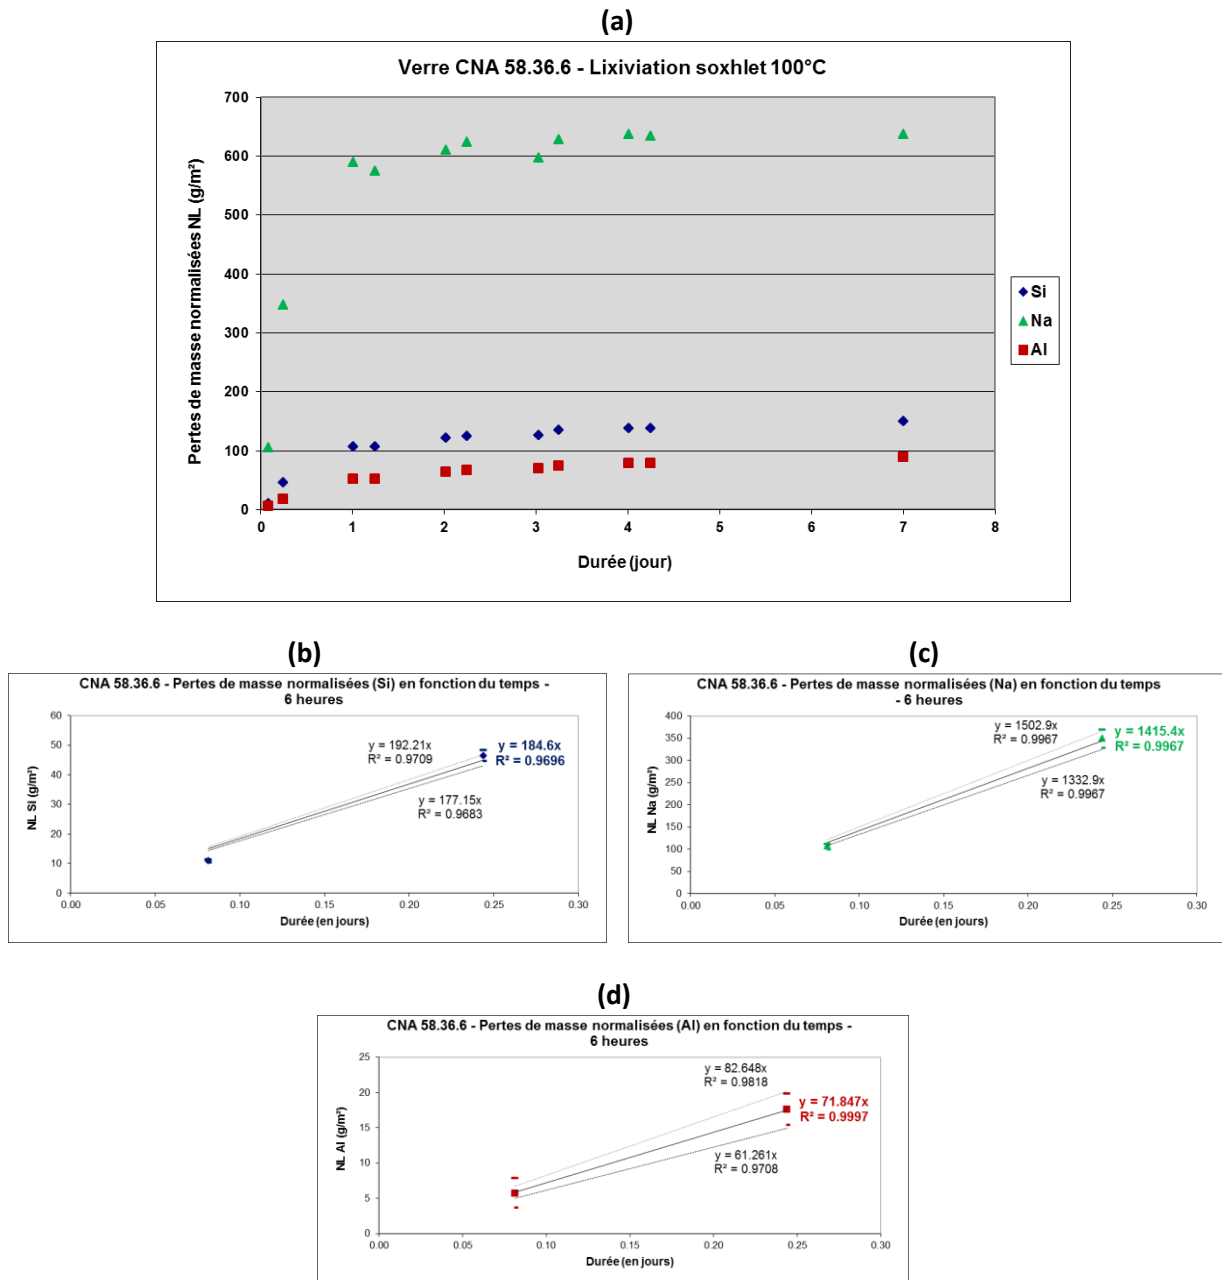 (a)
Verre CNA 58.36.6 - Lixiviation soxhlet 100°C
Pertes de masse normalisées NL (g/m²)
700
600
500
400
300
200
100
0
0 1 2 3 4 5 6 7 8
Durée (jour)
Si
Na
Al
(b)
CNA 58.36.6 - Pertes de masse normalisées (Si) en fonction du temps -
6 heures
NL Si (g/m²)
60
50
40
30
20
10
0
y = 192.21x
R² = 0.9709
y = 184.6x
R² = 0.9696
y = 177.15x
R² = 0.9683
0.00 0.05 0.10 0.15 0.20 0.25 0.30
Durée (en jours)
(c)
CNA 58.36.6 - Pertes de masse normalisées (Na) en fonction du temps
- 6 heures
NL Na (g/m²)
400
350
300
250
200
150
100
50
0
y = 1502.9x
R² = 0.9967
y = 1415.4x
R² = 0.9967
y = 1332.9x
R² = 0.9967
0.00 0.05 0.10 0.15 0.20 0.25 0.30
Durée (en jours)
(d)
CNA 58.36.6 - Pertes de masse normalisées (Al) en fonction du temps -
6 heures
NL Al (g/m²)
25
20
15
10
5
0
y = 82.648x
R² = 0.9818
y = 71.847x
R² = 0.9997
y = 61.261x
R² = 0.9708
0.00 0.05 0.10 0.15 0.20 0.25 0.30
Durée (en jours)